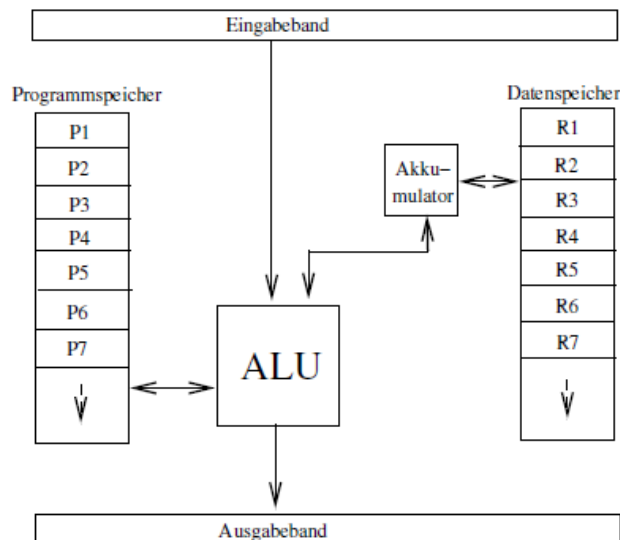 Eingabeband
Programmspeicher
P1
P2
P3
P4
P5
P6
P7
ALU
Akku–
mulator
Datenspeicher
R1
R2
R3
R4
R5
R6
R7
Ausgabeband